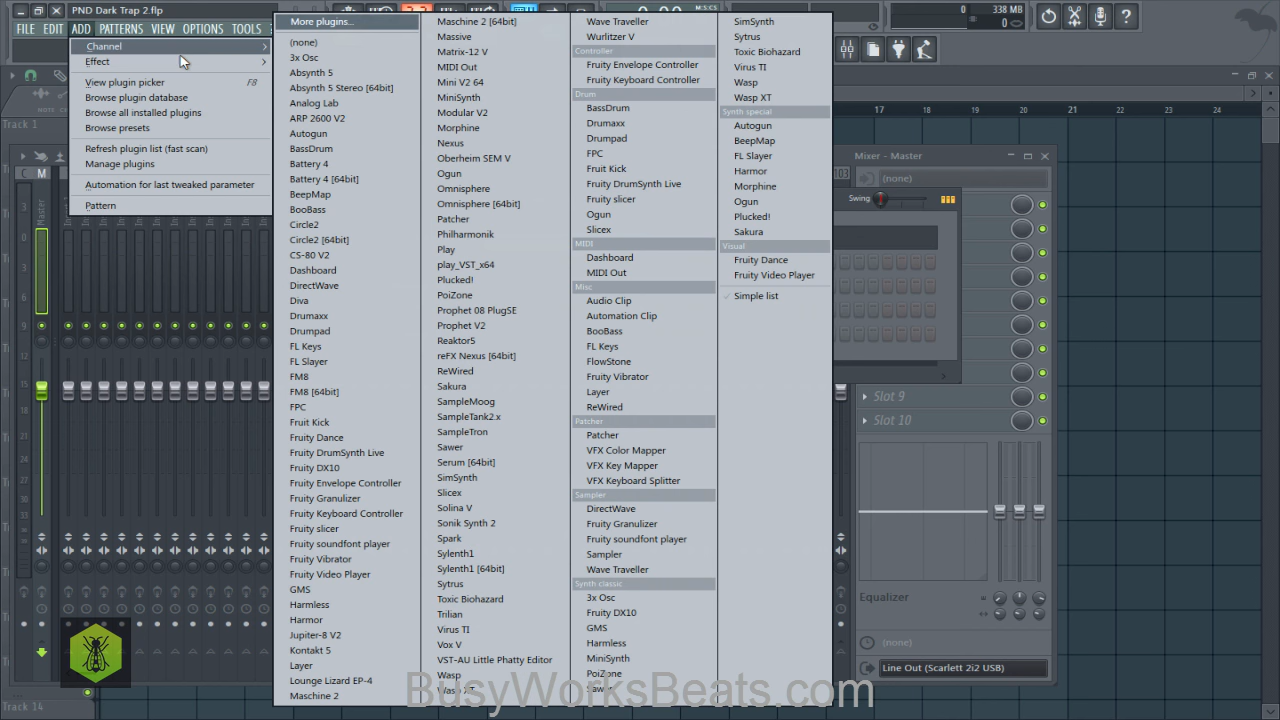 PND Dark Trap 2.flp
FILE EDIT ADD PATTERNS VIEW OPTIONS TOOLS ?
Channel
Effect
View plugin picker F8
Browse plugin database
Browse all installed plugins
Browse presets
Refresh plugin list (fast scan)
Manage plugins
Automation for last tweaked parameter
Pattern
More plugins...
(none)
3x Osc
Absynth 5
Absynth 5 Stereo [64bit]
Analog Lab
ARP 2600 V2
Autogun
BassDrum
Battery 4
Battery 4 [64bit]
BeepMap
BooBass
Circle2
Circle2 [64bit]
CS-80 V2
Dashboard
DirectWave
Diva
Drumaxx
Drumpad
FL Keys
FL Slayer
FM8
FM8 [64bit]
FPC
Fruit Kick
Fruity Dance
Fruity DrumSynth Live
Fruity DX10
Fruity Envelope Controller
Fruity Granulizer
Fruity Keyboard Controller
Fruity slicer
Fruity soundfont player
Fruity Vibrator
Fruity Video Player
GMS
Harmless
Harmor
Jupiter-8 V2
Kontakt 5
Layer
Lounge Lizard EP-4
Maschine 2
Maschine 2 [64bit]
Massive
Matrix-12 V
MIDI Out
Mini V2 64
MiniSynth
Modular V2
Morphine
Nexus
Oberheim SEM V
Ogun
Omnisphere
Omnisphere [64bit]
Patcher
Philharmonik
Play
play_VST_x64
Plucked!
PoiZone
Prophet 08 PlugSE
Prophet V2
Reaktor5
reFX Nexus [64bit]
ReWired
Sakura
SampleMoog
SampleTank2.x
SampleTron
Sawer
Serum [64bit]
SimSynth
Slicex
Solina V
Sonik Synth 2
Spark
Sylenth1
Sylenth1 [64bit]
Sytrus
Toxic Biohazard
Trilian
Virus TI
Vox V
VST-AU Little Phatty Editor
Wasp
Wasp XT
Wave Traveller
Wurlitzer V
Controller
Fruity Envelope Controller
Fruity Keyboard Controller
Drum
BassDrum
Drumaxx
Drumpad
FPC
Fruit Kick
Fruity DrumSynth Live
Fruity slicer
Ogun
Slicex
MIDI
Dashboard
MIDI Out
Misc
Audio Clip
Automation Clip
BooBass
FL Keys
FlowStone
Fruity Vibrator
Layer
ReWired
Patcher
Patcher
VFX Color Mapper
VFX Key Mapper
VFX Keyboard Splitter
Sampler
DirectWave
Fruity Granulizer
Fruity soundfont player
Sampler
Wave Traveller
Synth classic
3x Osc
Fruity DX10
GMS
Harmless
MiniSynth
PoiZone
Sawer
SimSynth
Sytrus
Toxic Biohazard
Virus TI
Wasp
Wasp XT
Synth special
Autogun
BeepMap
FL Slayer
Harmor
Morphine
Ogun
Plucked!
Sakura
Visual
Fruity Dance
Fruity Video Player
Simple list
0 338 MB
0
17 18 19 20 21 22 23 24
Track 1
Track 14
Master
Mixer - Master
(none)
Swing
Slot 9
Slot 10
Equalizer
(none)
Line Out (Scarlett 2i2 USB)
BusyWorksBeats.com